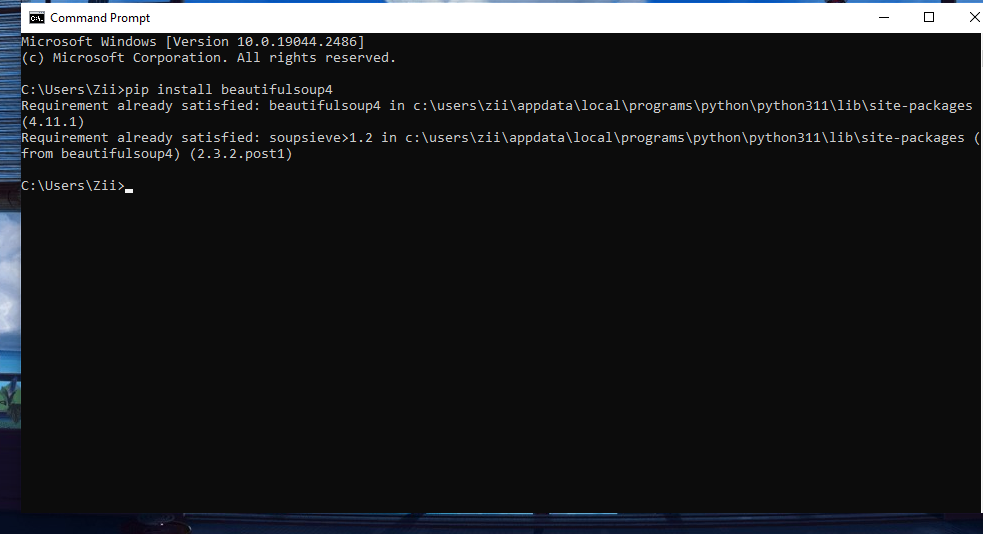 Command Prompt
Microsoft Windows [Version 10.0.19044.2486]
(c) Microsoft Corporation. All rights reserved.
C:\Users\Zii>pip install beautifulsoup4
Requirement already satisfied: beautifulsoup4 in c:\users\zii\appdata\local\programs\python\python311\lib\site-packages
(4.11.1)
Requirement already satisfied: soupsieve>1.2 in c:\users\zii\appdata\local\programs\python\python311\lib\site-packages (
from beautifulsoup4) (2.3.2.post1)
C:\Users\Zii>